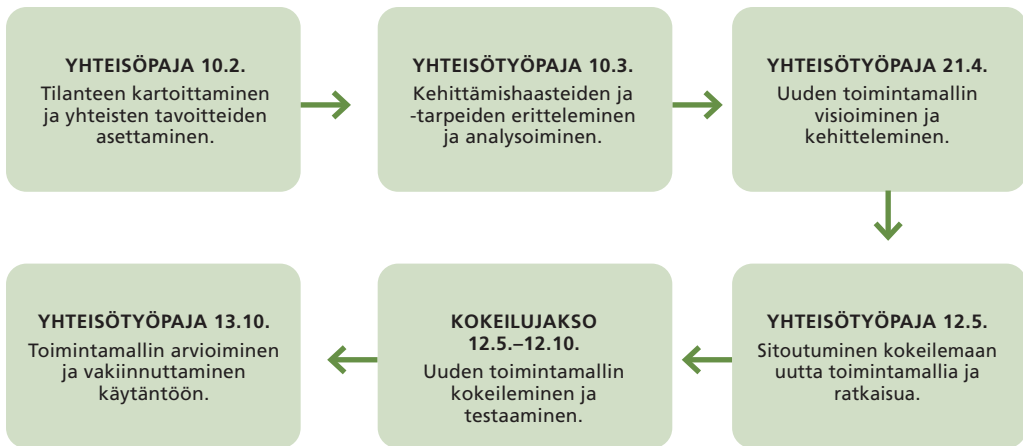 YHTEISÖPAJA 10.2.
Tilanteen kartoittaminen
ja yhteisten tavoitteiden
asettaminen.
YHTEISÖTYÖPAJA 10.3.
Kehittämishaasteiden ja
-tarpeiden eritteleminen
ja analysoiminen.
YHTEISÖTYÖPAJA 21.4.
Uuden toimintamallin
visioiminen ja
kehitteleminen.
YHTEISÖTYÖPAJA 12.5.
Sitoutuminen kokeilemaan
uutta toimintamallia ja
ratkaisua.
KOKEILUJAKSO
12.5.–12.10.
Uuden toimintamallin
kokeileminen ja
testaaminen.
YHTEISÖTYÖPAJA 13.10.
Toimintamallin arvioiminen
ja vakiinnuttaminen
käytäntöön.